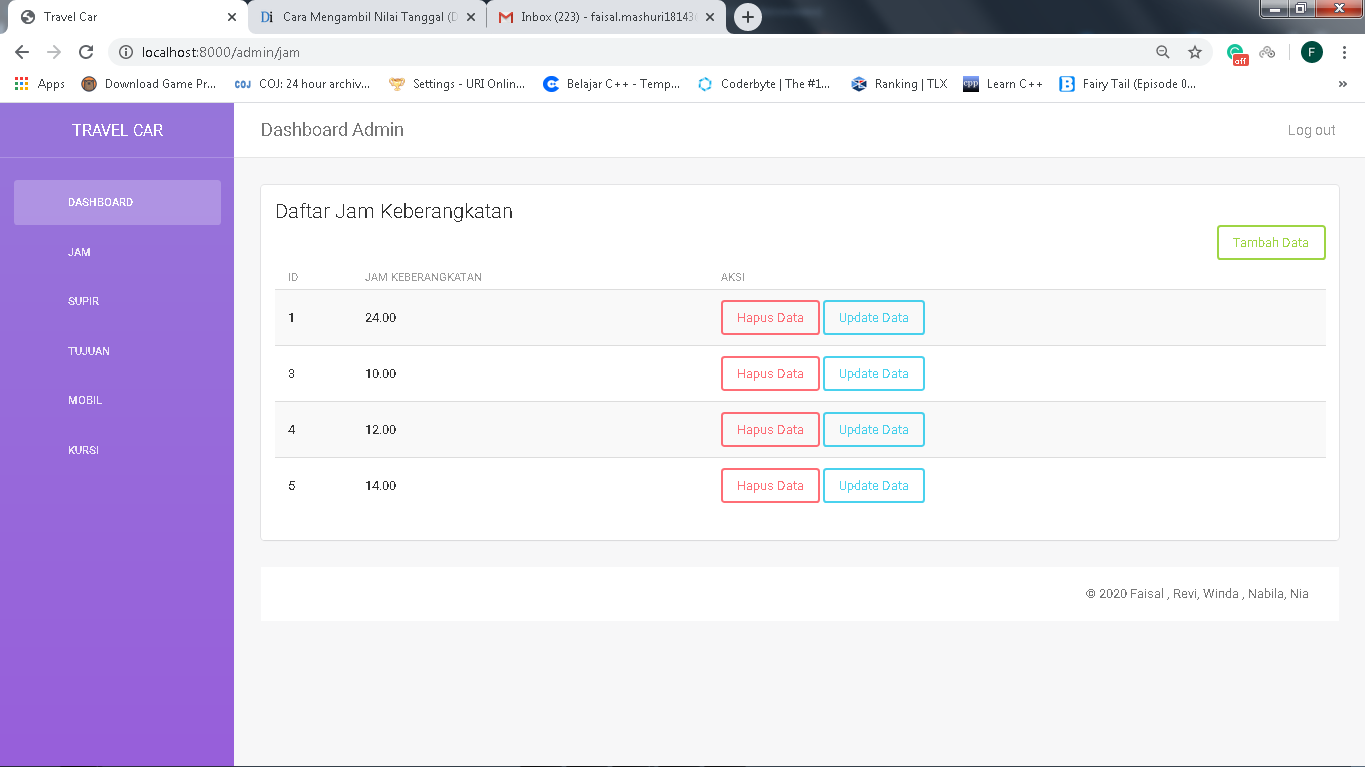 Travel Car
Cara Mengambil Nilai Tanggal (D
Inbox (223) - faisal.mashuri18143
localhost:8000/admin/jam
F
off
Apps
Download Game Pr...
COJ
COJ: 24 hour archiv...
Settings - URI Onlin...
Belajar C++ - Temp...
Coderbyte | The #1...
Ranking | TLX
cpp
Learn C++
Fairy Tail (Episode 0...
»
TRAVEL CAR
Dashboard Admin
Log out
DASHBOARD
JAM
SUPIR
TUJUAN
MOBIL
KURSI
Daftar Jam Keberangkatan
Tambah Data
ID JAM KEBERANGKATAN AKSI
1 24.00 Hapus Data Update Data
3 10.00 Hapus Data Update Data
4 12.00 Hapus Data Update Data
5 14.00 Hapus Data Update Data
© 2020 Faisal , Revi, Winda , Nabila, Nia